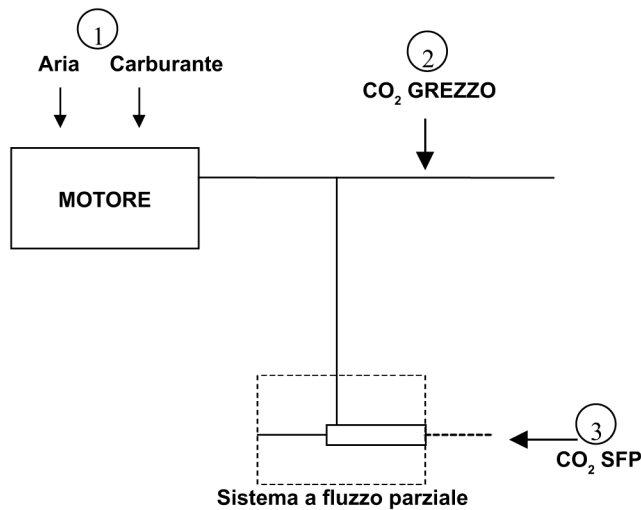 1
Aria Carburante
2
CO₂ GREZZO
MOTORE
3
CO₂ SFP
Sistema a fluzzo parziale